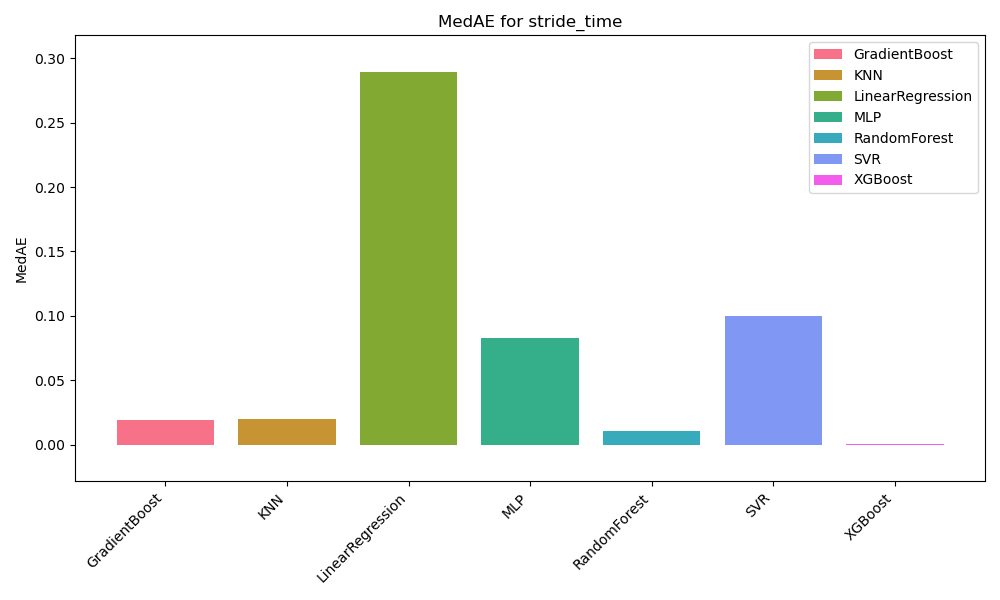 MedAE for stride_time
GradientBoost
KNN
LinearRegression
MLP
RandomForest
SVR
XGBoost
MedAE
0.30
0.25
0.20
0.15
0.10
0.05
0.00
GradientBoost
KNN
LinearRegression
MLP
RandomForest
SVR
XGBoost